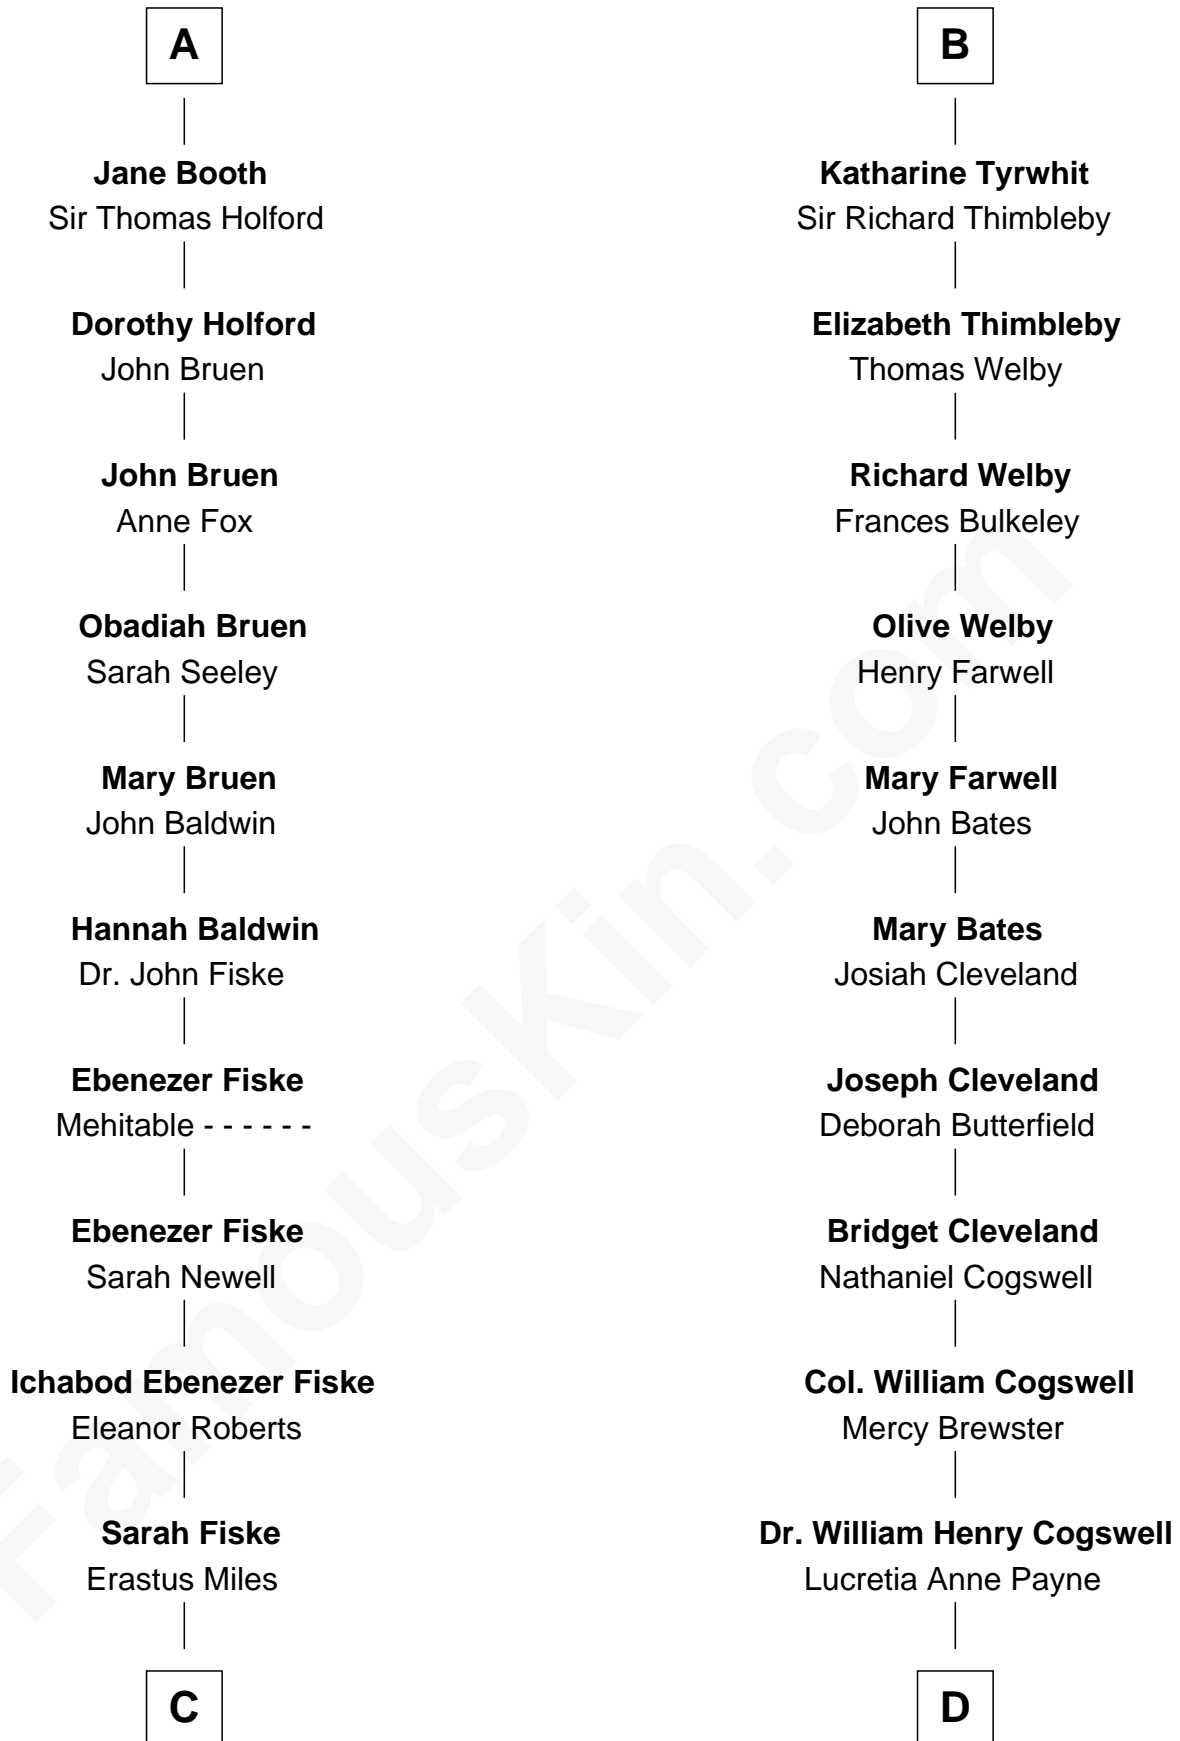 A
Jane Booth
Sir Thomas Holford
Dorothy Holford
John Bruen
John Bruen
Anne Fox
Obadiah Bruen
Sarah Seeley
Mary Bruen
John Baldwin
Hannah Baldwin
Dr. John Fiske
Ebenezer Fiske
Mehitable - - - - - -
Ebenezer Fiske
Sarah Newell
Ichabod Ebenezer Fiske
Eleanor Roberts
Sarah Fiske
Erastus Miles
C
B
Katharine Tyrwhit
Sir Richard Thimbleby
Elizabeth Thimbleby
Thomas Welby
Richard Welby
Frances Bulkeley
Olive Welby
Henry Farwell
Mary Farwell
John Bates
Mary Bates
Josiah Cleveland
Joseph Cleveland
Deborah Butterfield
Bridget Cleveland
Nathaniel Cogswell
Col. William Cogswell
Mercy Brewster
Dr. William Henry Cogswell
Lucretia Anne Payne
D
FamousKin.com